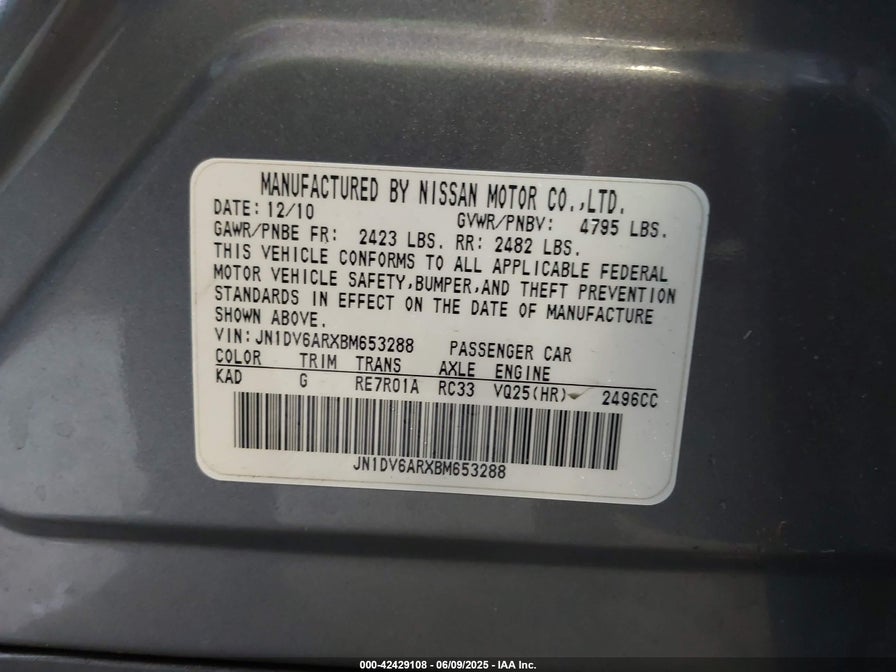 MANUFACTURED BY NISSAN MOTOR CO.,LTD.
DATE: 12/10 GVWR/PNBV: 4795 LBS.
GAWR/PNBE FR: 2423 LBS. RR: 2482 LBS.
THIS VEHICLE CONFORMS TO ALL APPLICABLE FEDERAL
MOTOR VEHICLE SAFETY,BUMPER,AND THEFT PREVENTION
STANDARDS IN EFFECT ON THE DATE OF MANUFACTURE
SHOWN ABOVE.
VIN:JN1DV6ARXBM653288 PASSENGER CAR
COLOR TRIM TRANS AXLE ENGINE
KAD G RE7R01A RC33 VQ25(HR) 2496CC
JN1DV6ARXBM653288
000-42429108 - 06/09/2025 - IAA Inc.